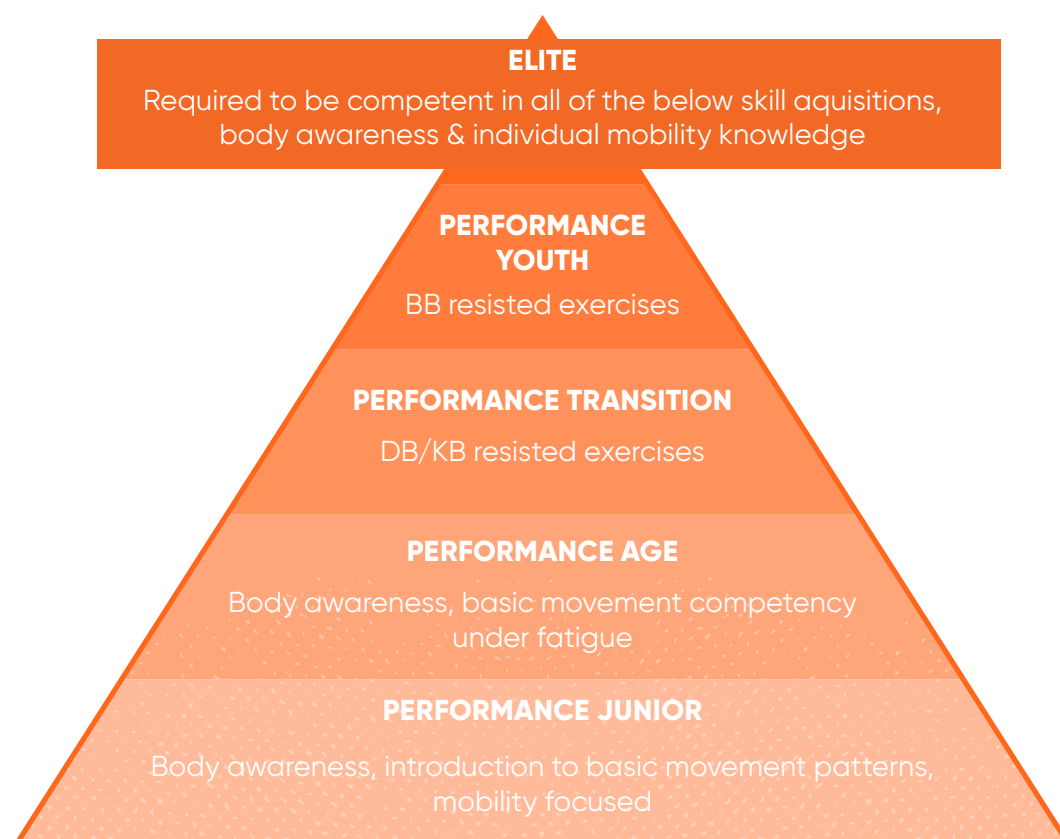 ELITE
Required to be competent in all of the below skill aquisitions,
body awareness & individual mobility knowledge
PERFORMANCE
YOUTH
BB resisted exercises
PERFORMANCE TRANSITION
DB/KB resisted exercises
PERFORMANCE AGE
Body awareness, basic movement competency
under fatigue
PERFORMANCE JUNIOR
Body awareness, introduction to basic movement patterns,
mobility focused